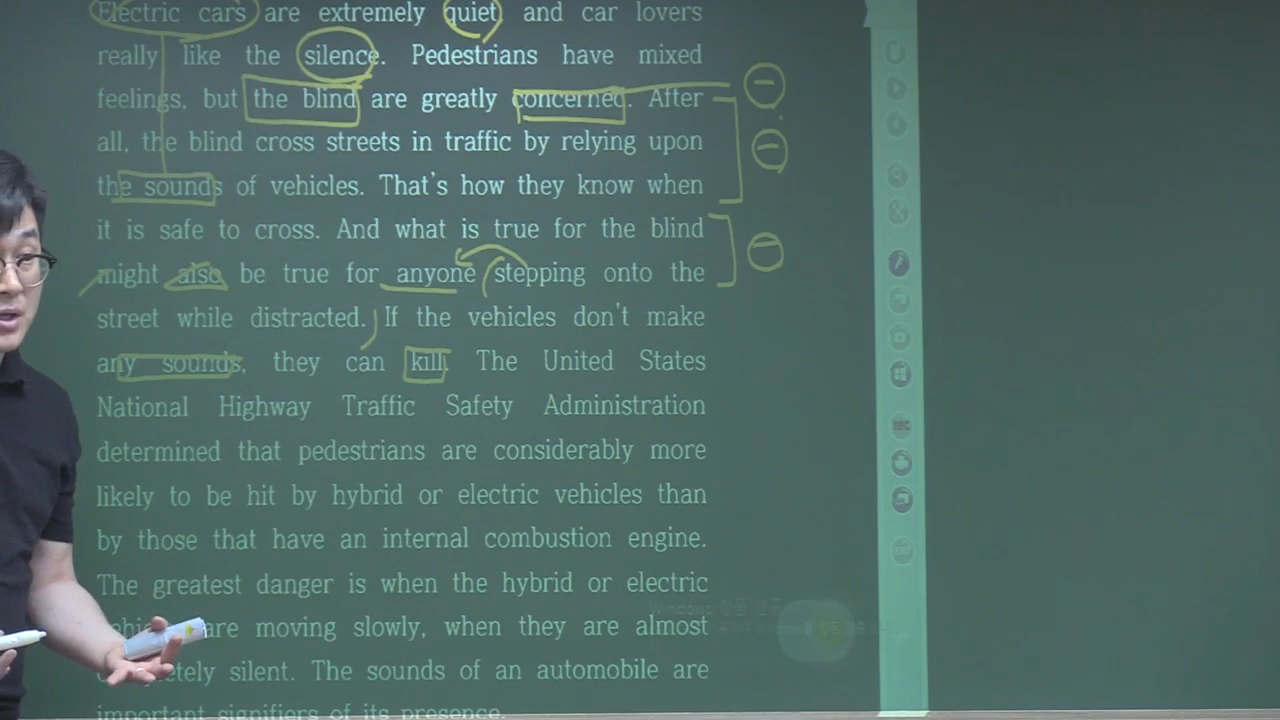 Electric cars are extremely quiet, and car lovers
really like the silence. Pedestrians have mixed
feelings, but the blind are greatly concerned. After
all, the blind cross streets in traffic by relying upon
the sounds of vehicles. That's how they know when
it is safe to cross. And what is true for the blind
might also be true for anyone stepping onto the
street while distracted. If the vehicles don't make
any sounds, they can kill. The United States
National Highway Traffic Safety Administration
determined that pedestrians are considerably more
likely to be hit by hybrid or electric vehicles than
by those that have an internal combustion engine.
The greatest danger is when the hybrid or electric
are moving slowly, when they are almost
silent. The sounds of an automobile are
important signifiers of its presence.